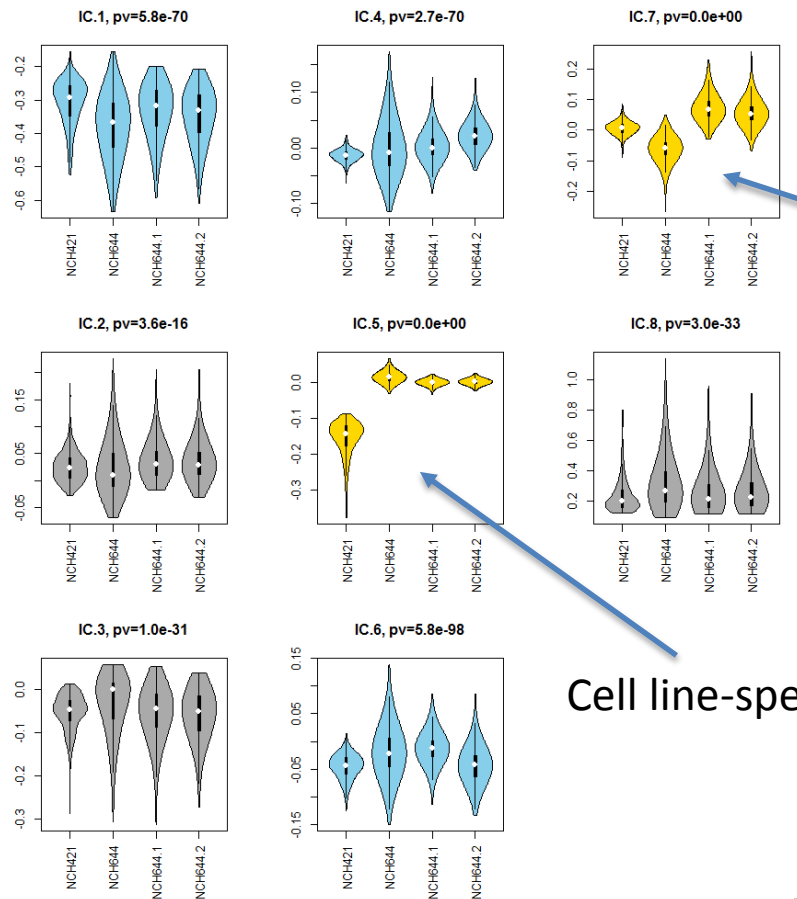 IC.1, pv=5.8e-70
-0.2
-0.3
-0.4
-0.5
-0.6
NCH421
NCH644
NCH644.1
NCH644.2
IC.4, pv=2.7e-70
0.10
0.00
-0.10
NCH421
NCH644
NCH644.1
NCH644.2
IC.7, pv=0.0e+00
0.2
0.1
0.0
-0.1
-0.2
NCH421
NCH644
NCH644.1
NCH644.2
IC.2, pv=3.6e-16
0.15
0.05
-0.05
NCH421
NCH644
NCH644.1
NCH644.2
IC.5, pv=0.0e+00
0.0
-0.1
-0.2
-0.3
NCH421
NCH644
NCH644.1
NCH644.2
IC.8, pv=3.0e-33
1.0
0.8
0.6
0.4
0.2
NCH421
NCH644
NCH644.1
NCH644.2
IC.3, pv=1.0e-31
0.0
-0.1
-0.2
-0.3
NCH421
NCH644
NCH644.1
NCH644.2
IC.6, pv=5.8e-98
0.15
0.05
-0.05
-0.15
NCH421
NCH644
NCH644.1
NCH644.2
Cell line-spe